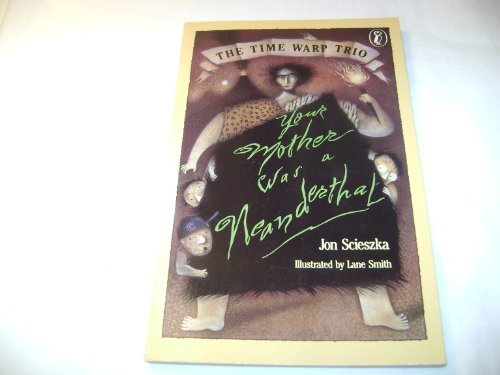 THE TIME WARP TRIO
Your
Mother
Was a
Neanderthal
Jon Scieszka
Illustrated by Lane Smith